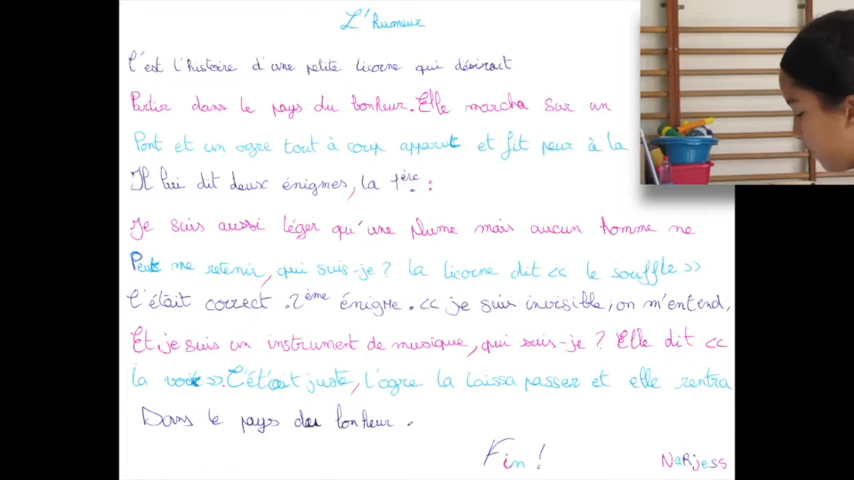 L'humeur
C'est l'histoire d'une petite licorne qui désirait
Partir dans le pays du bonheur. Elle marcha sur un
Pont et un ogre tout à coup apparut et fit peur à la
Il lui dit deux énigmes, la 1ère :
Je suis aussi léger qu'une plume mais aucun homme ne
Peut me retenir, qui suis-je ? la licorne dit << le souffle >>
C'était correct . 2ème énigme . << je suis invisible, on m'entend,
Et je suis un instrument de musique, qui suis-je ? Elle dit <<
la voix >>. C'était juste, l'ogre la laissa passer et elle rentra
Dans le pays du bonheur .
Fin !
NaRjess